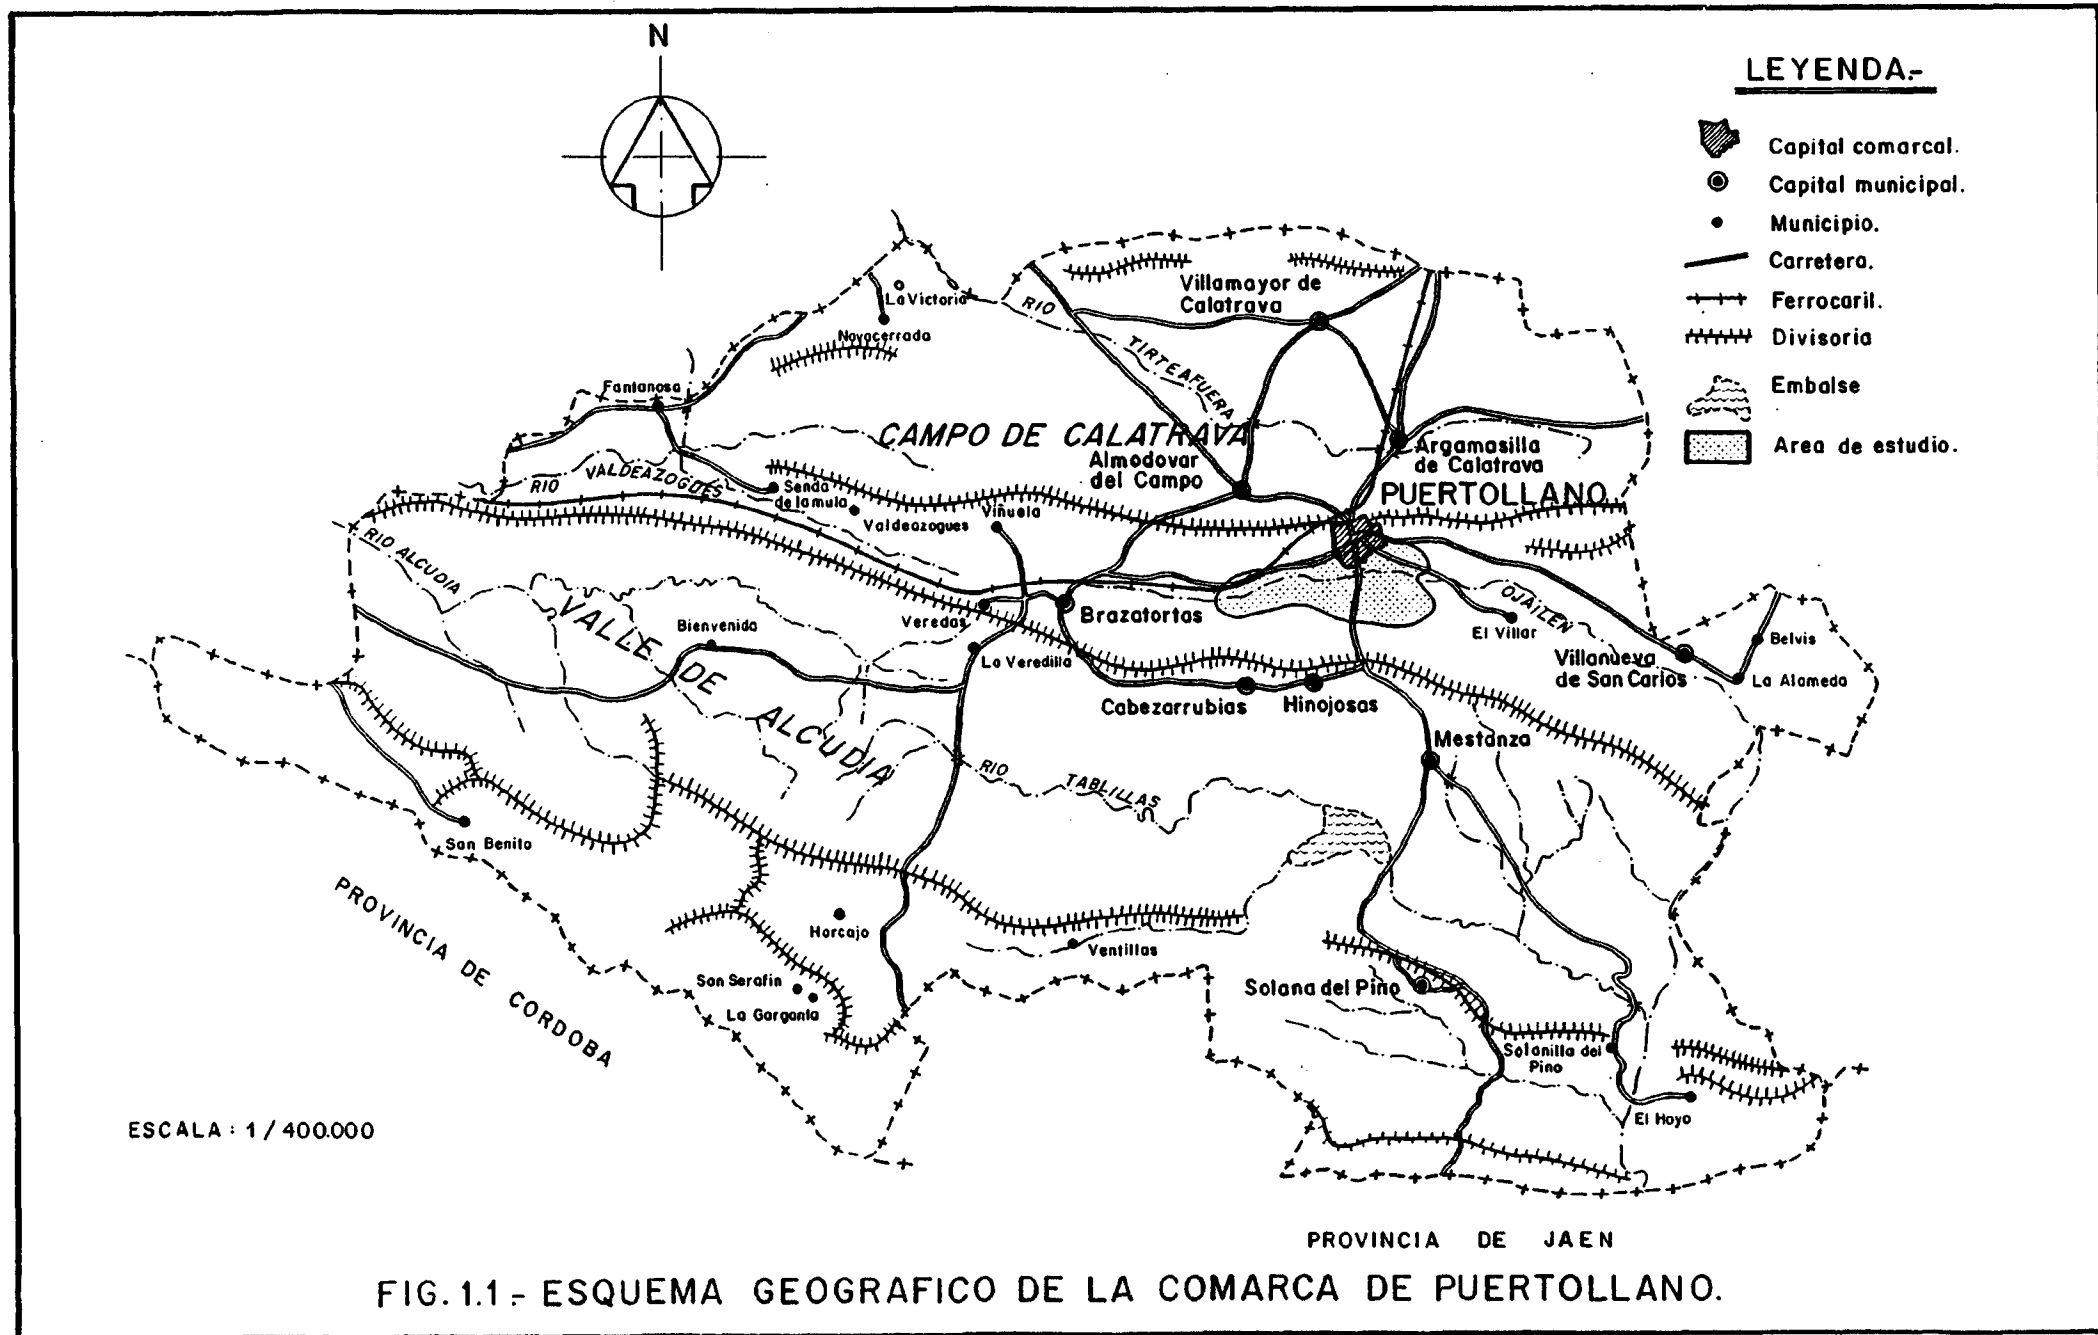 N
LEYENDA.-
Capital comarcal.
Capital municipal.
Municipio.
Carretera.
Ferrocaril.
Divisoria
Embalse
Area de estudio.
La Victoria
Navacerrada
RIO
TIRTEAFUERA
Villamayor de
Calatrava
Fantanosa
CAMPO DE CALATRAVA
Almodovar
del Campo
Argamasilla
de Calatrava
PUERTOLLANO
RIO
VALDEAZOGUES
Senda
de la mula
Valdeazogues
Viñuela
RIO ALCUDIA
VALLE DE ALCUDIA
Bienvenida
Veredas
La Veredilla
Brazatortas
El Villar
OJAILEN
Villanueva
de San Carlos
Belvis
La Alameda
Cabezarrubias
Hinojosas
Mestanza
RIO
TABLILLAS
San Benito
PROVINCIA DE CORDOBA
Horcajo
San Serafin
La Garganta
Ventillas
Solana del Pino
Solanilla del
Pino
El Hoyo
ESCALA : 1 / 400.000
PROVINCIA DE JAEN
FIG. 1.1.- ESQUEMA GEOGRAFICO DE LA COMARCA DE PUERTOLLANO.